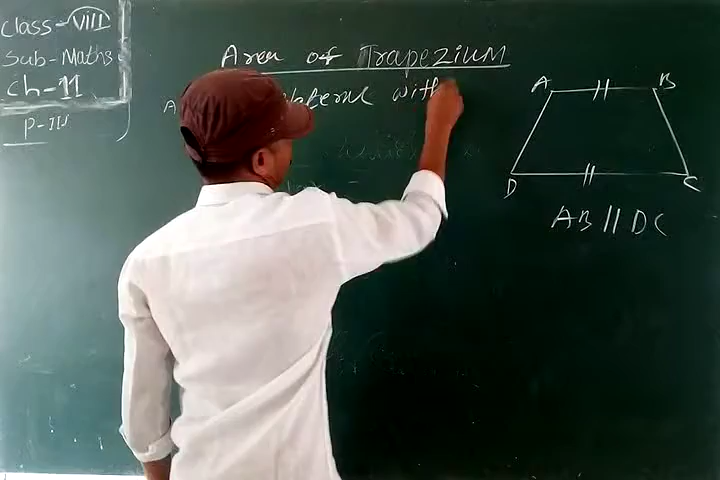 Class-VIII
Sub-Maths
Ch-11
P-III
Area of Trapezium
A with
A B
D C
AB || DC